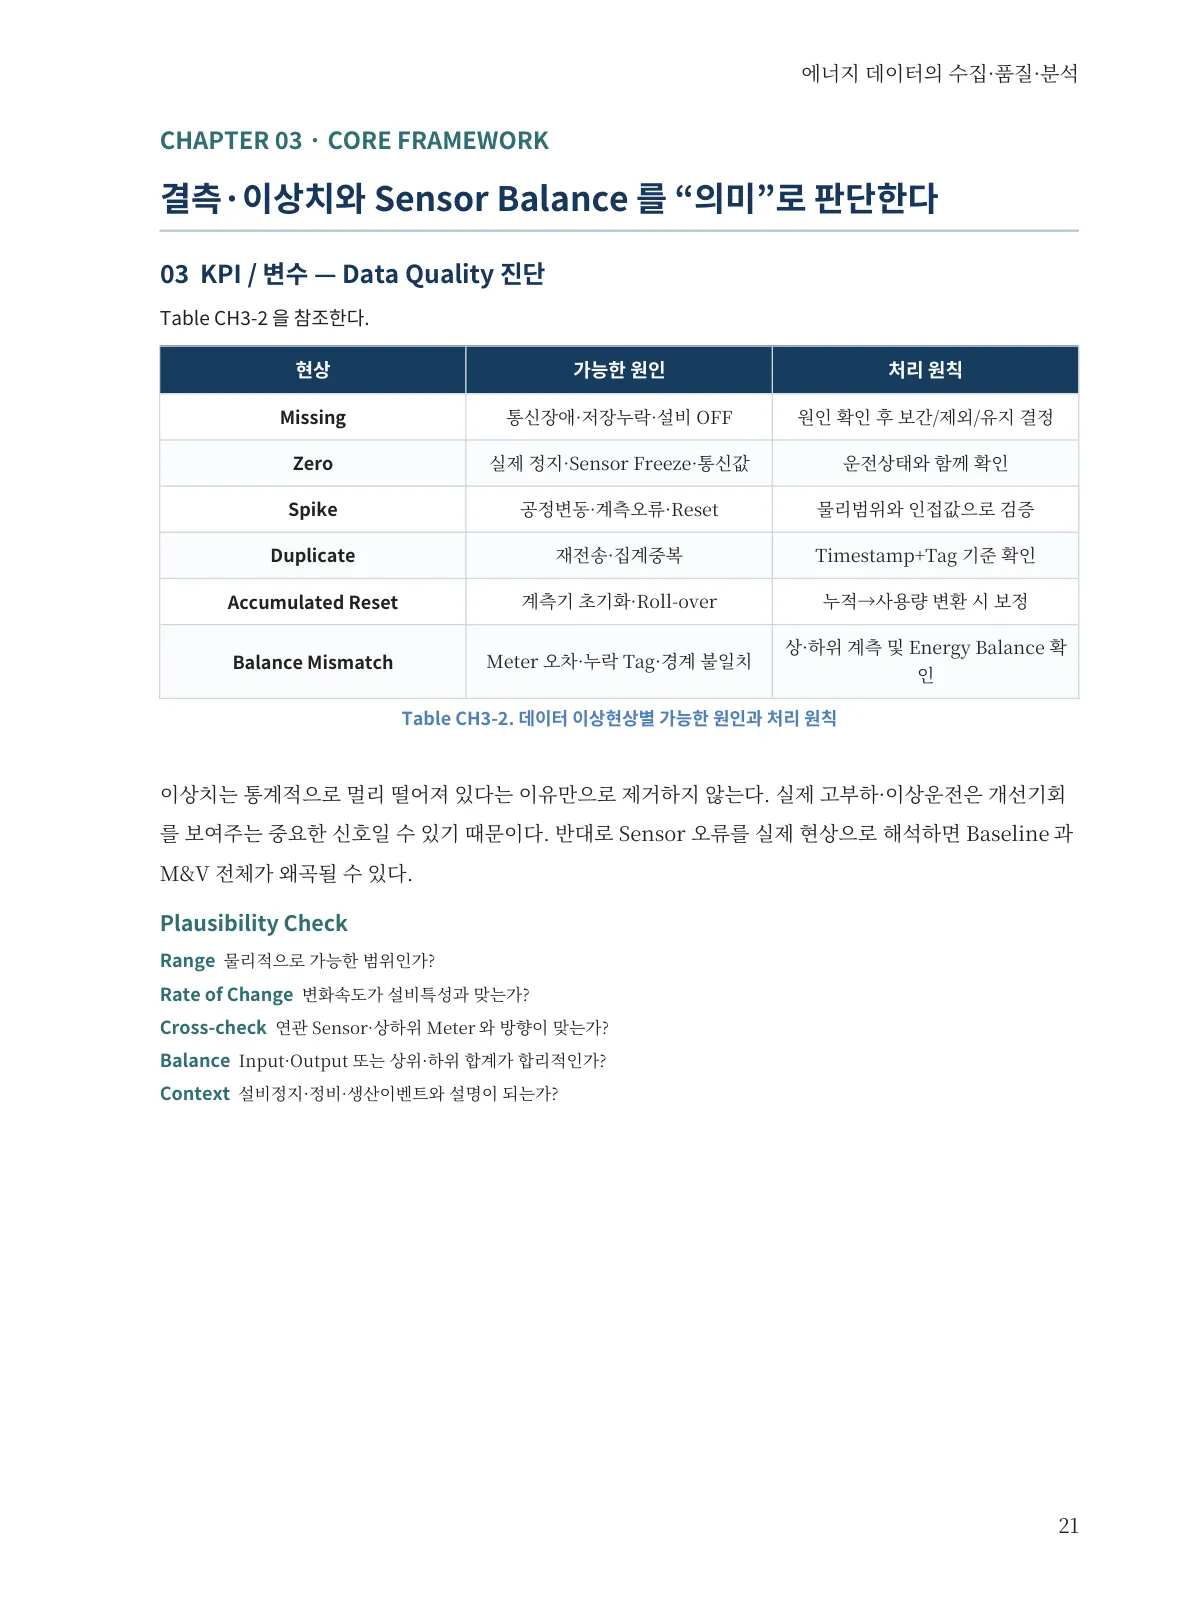 에너지 데이터의 수집·품질·분석
CHAPTER 03 · CORE FRAMEWORK
결측·이상치와 Sensor Balance 를 “의미”로 판단한다
03 KPI / 변수 — Data Quality 진단
Table CH3-2 을 참조한다.
현상 가능한 원인 처리 원칙
Missing 통신장애·저장누락·설비 OFF 원인 확인 후 보간/제외/유지 결정
Zero 실제 정지·Sensor Freeze·통신값 운전상태와 함께 확인
Spike 공정변동·계측오류·Reset 물리범위와 인접값으로 검증
Duplicate 재전송·집계중복 Timestamp+Tag 기준 확인
Accumulated Reset 계측기 초기화·Roll-over 누적→사용량 변환 시 보정
Balance Mismatch Meter 오차·누락 Tag·경계 불일치 상·하위 계측 및 Energy Balance 확
인
Table CH3-2. 데이터 이상현상별 가능한 원인과 처리 원칙
이상치는 통계적으로 멀리 떨어져 있다는 이유만으로 제거하지 않는다. 실제 고부하·이상운전은 개선기회
를 보여주는 중요한 신호일 수 있기 때문이다. 반대로 Sensor 오류를 실제 현상으로 해석하면 Baseline 과
M&V 전체가 왜곡될 수 있다.
Plausibility Check
Range 물리적으로 가능한 범위인가?
Rate of Change 변화속도가 설비특성과 맞는가?
Cross-check 연관 Sensor·상하위 Meter 와 방향이 맞는가?
Balance Input·Output 또는 상위·하위 합계가 합리적인가?
Context 설비정지·정비·생산이벤트와 설명이 되는가?
21